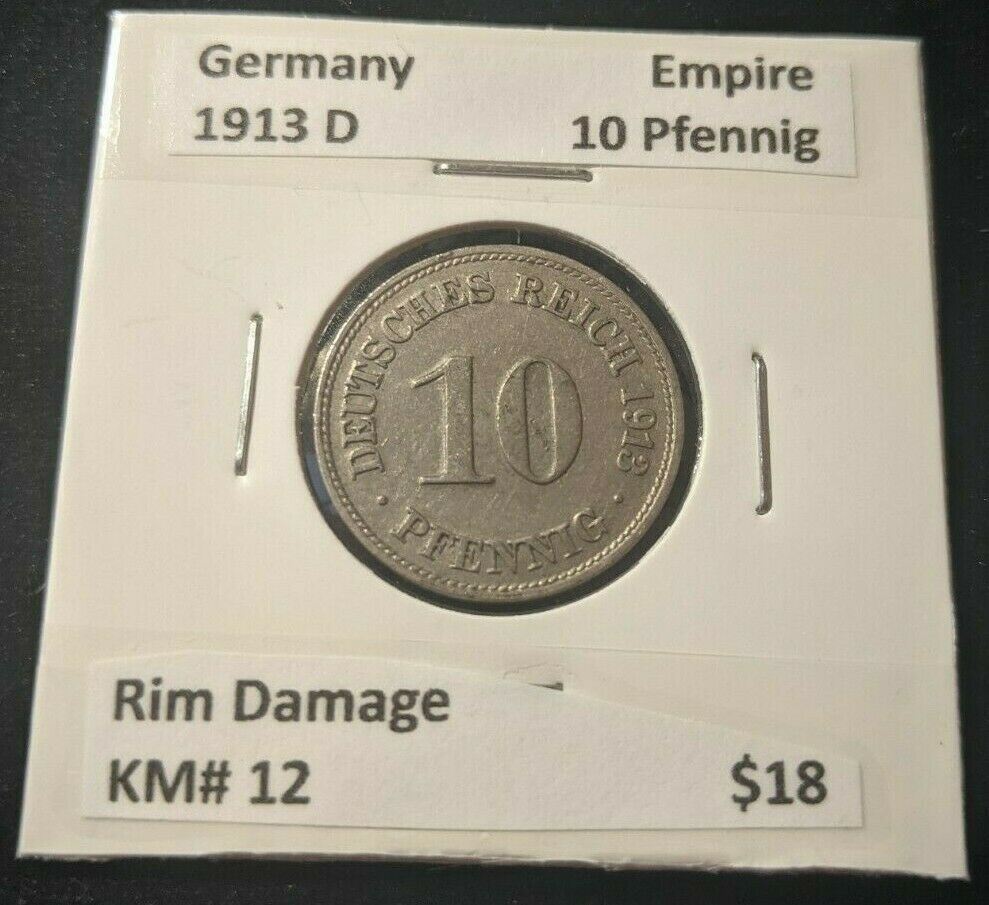 Germany Empire
1913 D 10 Pfennig
DEUTSCHES REICH 1913
10
PFENNIG
Rim Damage
KM# 12 $18